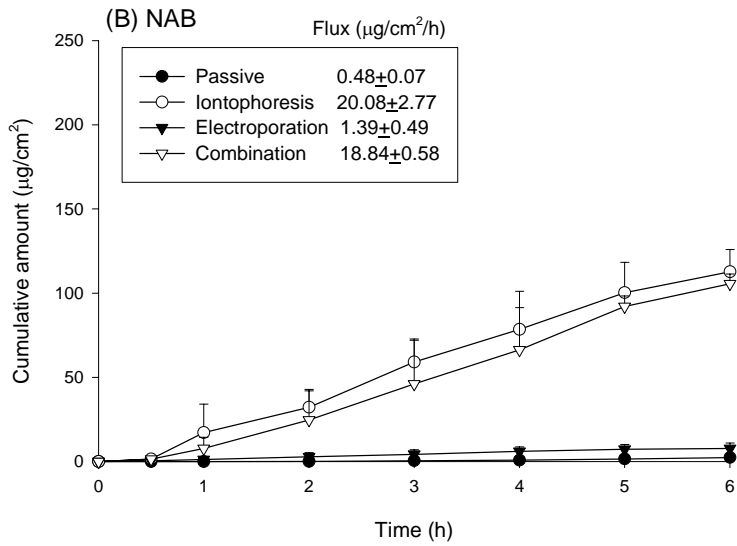 (B) NAB
Flux (μg/cm²/h)
Passive 0.48±0.07
Iontophoresis 20.08±2.77
Electroporation 1.39±0.49
Combination 18.84±0.58
Cumulative amount (μg/cm²)
250
200
150
100
50
0
0 1 2 3 4 5 6
Time (h)